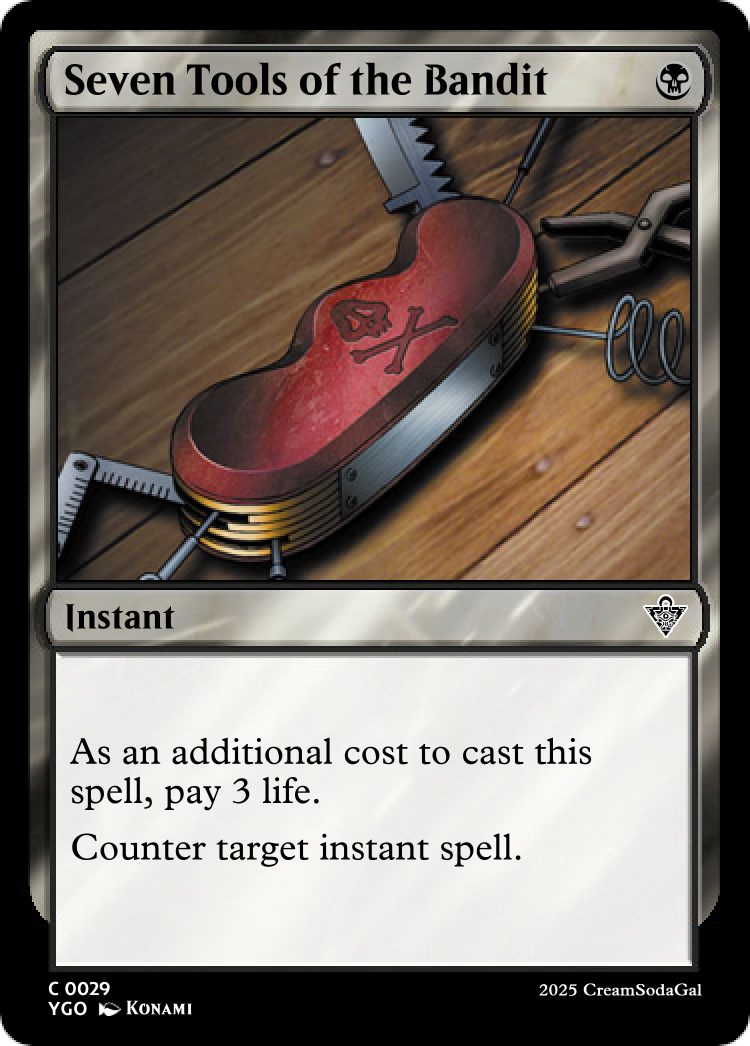 Seven Tools of the Bandit
Instant
As an additional cost to cast this
spell, pay 3 life.
Counter target instant spell.
C 0029
YGO KONAMI
2025 CreamSodaGal